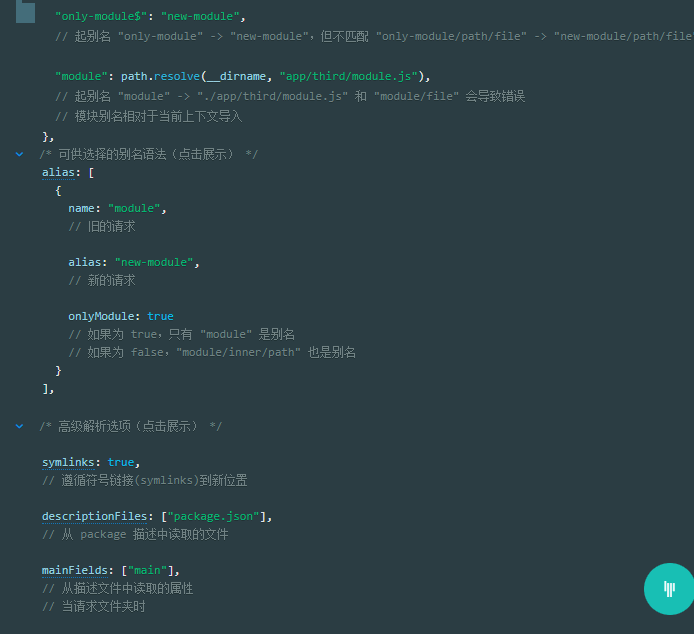 "only-module$": "new-module",
// 起别名 "only-module" -> "new-module",但不匹配 "only-module/path/file" -> "new-module/path/file"
"module": path.resolve(__dirname, "app/third/module.js"),
// 起别名 "module" -> "./app/third/module.js" 和 "module/file" 会导致错误
// 模块别名相对于当前上下文导入
},
/* 可供选择的别名语法(点击展示) */
alias: [
{
name: "module",
// 旧的请求
alias: "new-module",
// 新的请求
onlyModule: true
// 如果为 true,只有 "module" 是别名
// 如果为 false,"module/inner/path" 也是别名
}
],
/* 高级解析选项(点击展示) */
symlinks: true,
// 遵循符号链接(symlinks)到新位置
descriptionFiles: ["package.json"],
// 从 package 描述中读取的文件
mainFields: ["main"],
// 从描述文件中读取的属性
// 当请求文件夹时